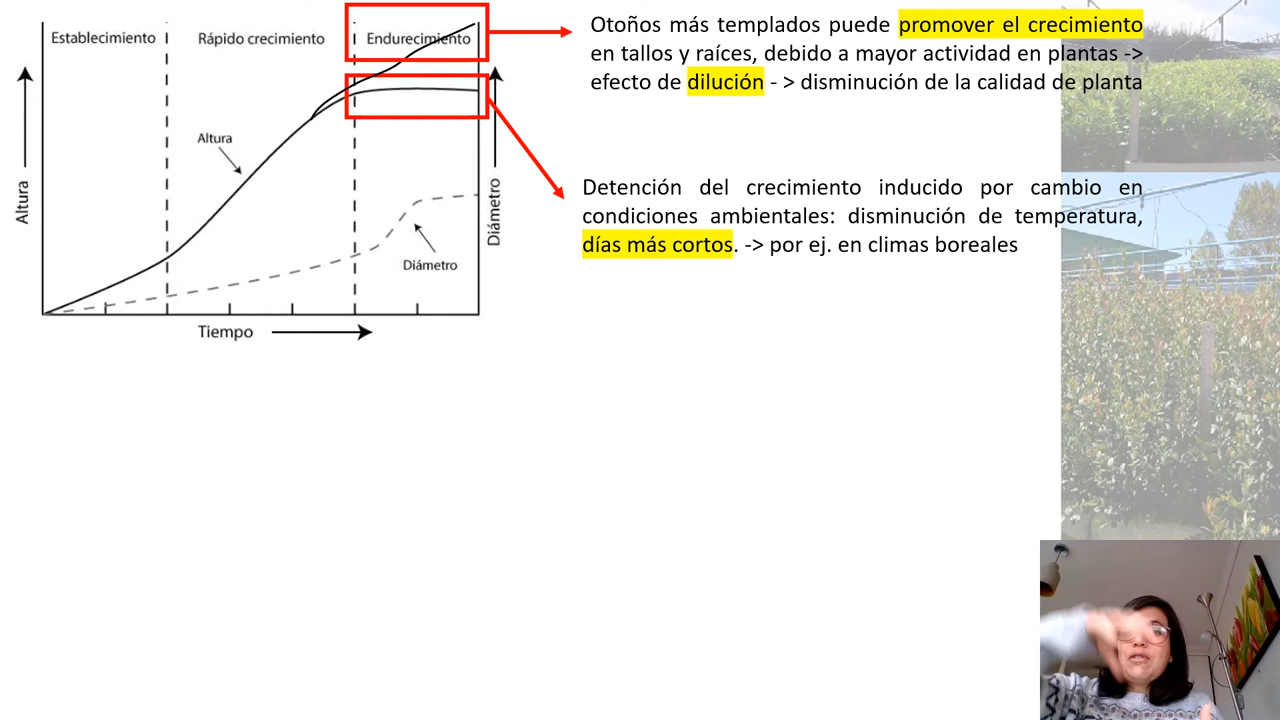 Establecimiento
Rápido crecimiento
Endurecimiento
Altura
Altura
Diámetro
Diámetro
Tiempo
Otoños más templados puede promover el crecimiento
en tallos y raíces, debido a mayor actividad en plantas ->
efecto de dilución - > disminución de la calidad de planta
Detención del crecimiento inducido por cambio en
condiciones ambientales: disminución de temperatura,
días más cortos. -> por ej. en climas boreales